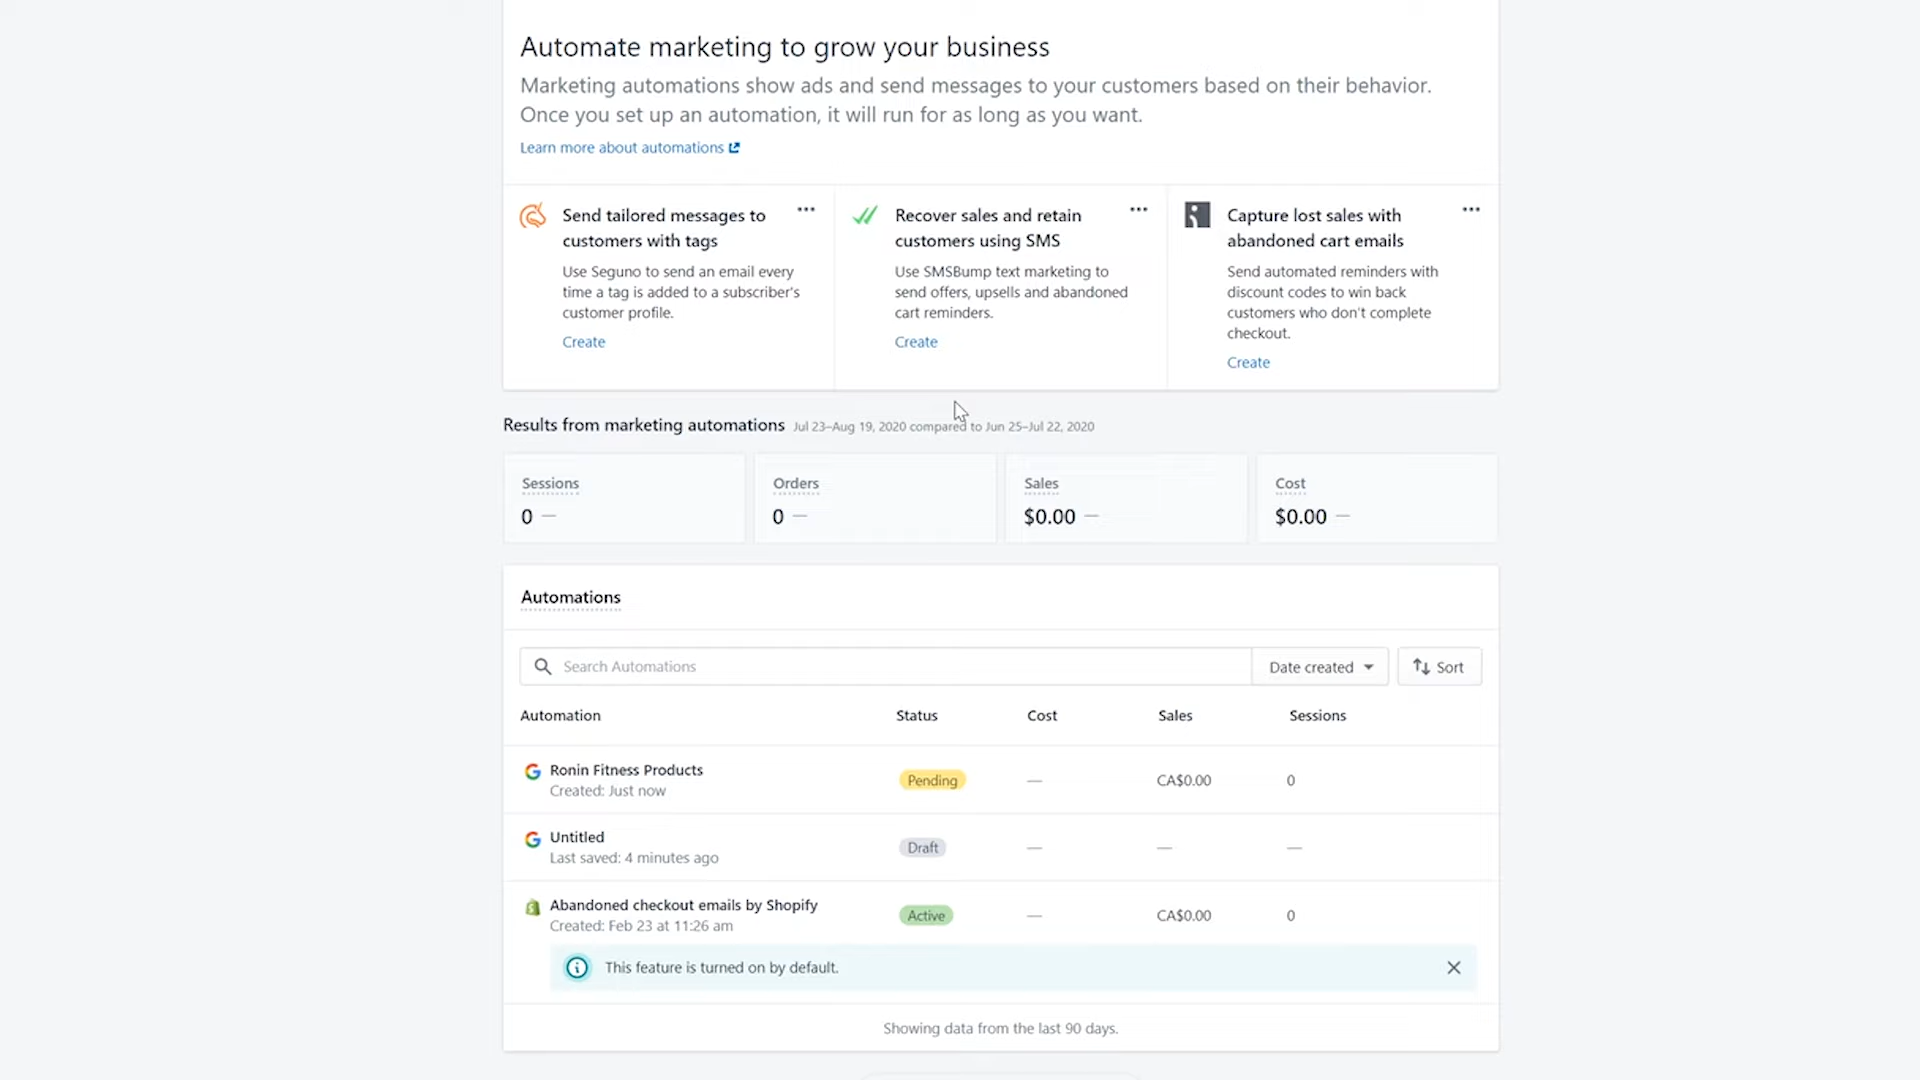 Automate marketing to grow your business
Marketing automations show ads and send messages to your customers based on their behavior.
Once you set up an automation, it will run for as long as you want.
Learn more about automations
Send tailored messages to
customers with tags
Use Seguno to send an email every
time a tag is added to a subscriber's
customer profile.
Create
Recover sales and retain
customers using SMS
Use SMSBump text marketing to
send offers, upsells and abandoned
cart reminders.
Create
Capture lost sales with
abandoned cart emails
Send automated reminders with
discount codes to win back
customers who don't complete
checkout.
Create
Results from marketing automations Jul 23–Aug 19, 2020 compared to Jun 25–Jul 22, 2020
Sessions
0 —
Orders
0 —
Sales
$0.00 —
Cost
$0.00 —
Automations
Search Automations
Date created
Sort
Automation Status Cost Sales Sessions
Ronin Fitness Products
Created: Just now
Pending — CA$0.00 0
Untitled
Last saved: 4 minutes ago
Draft — — —
Abandoned checkout emails by Shopify
Created: Feb 23 at 11:26 am
Active — CA$0.00 0
This feature is turned on by default.
Showing data from the last 90 days.